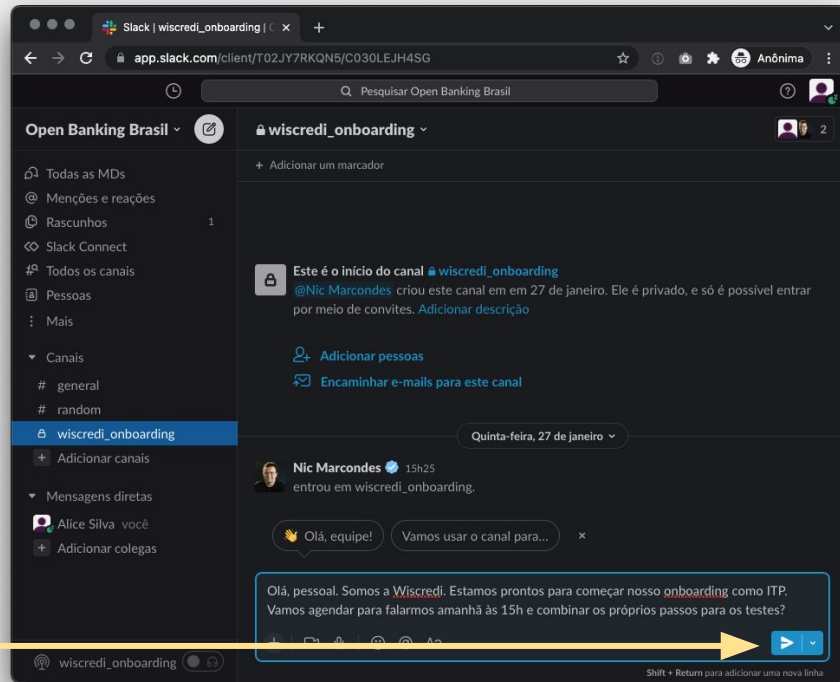 Slack | wiscredi_onboarding | C
app.slack.com/client/T02JY7RKQN5/C030LEJH4SG
Anônima
Pesquisar Open Banking Brasil
Open Banking Brasil
Todas as MDs
Menções e reações
Rascunhos 1
Slack Connect
Todos os canais
Pessoas
Mais
Canais
# general
# random
wiscredi_onboarding
+ Adicionar canais
Mensagens diretas
Alice Silva você
+ Adicionar colegas
wiscredi_onboarding
wiscredi_onboarding
2
+ Adicionar um marcador
Este é o início do canal wiscredi_onboarding
@Nic Marcondes criou este canal em em 27 de janeiro. Ele é privado, e só é possível entrar
por meio de convites. Adicionar descrição
Adicionar pessoas
Encaminhar e-mails para este canal
Quinta-feira, 27 de janeiro
Nic Marcondes 15h25
entrou em wiscredi_onboarding.
Olá, equipe!
Vamos usar o canal para...
Olá, pessoal. Somos a Wiscredi. Estamos prontos para começar nosso onboarding como ITP.
Vamos agendar para falarmos amanhã às 15h e combinar os próprios passos para os testes?
Shift + Return para adicionar uma nova linha